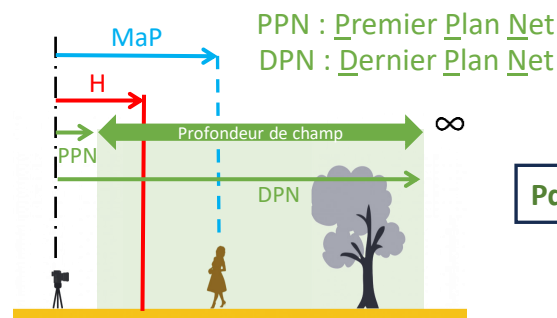 PPN : Premier Plan Net
MaP
DPN : Dernier Plan Net
H
Profondeur de champ
∞
PPN
DPN